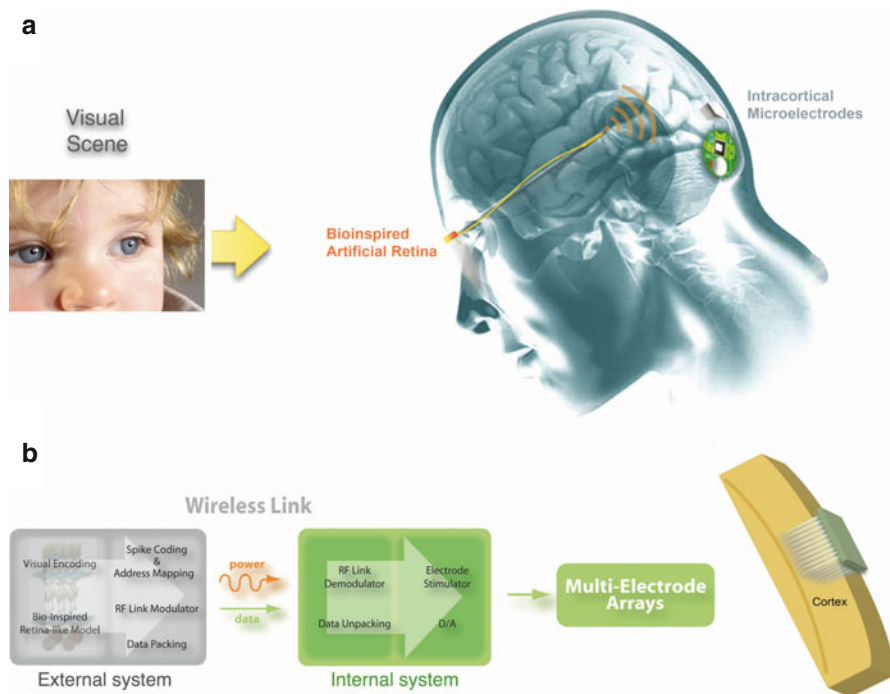 a
Visual
Scene
Intracortical
Microelectrodes
Bioinspired
Artificial Retina
b
Wireless Link
Visual Encoding
Bio-Inspired
Retina-like Model
Spike Coding
&
Address Mapping
RF Link Modulator
Data Packing
power
data
RF Link
Demodulator
Data Unpacking
Electrode
Stimulator
D/A
Multi-Electrode
Arrays
Cortex
External system
Internal system